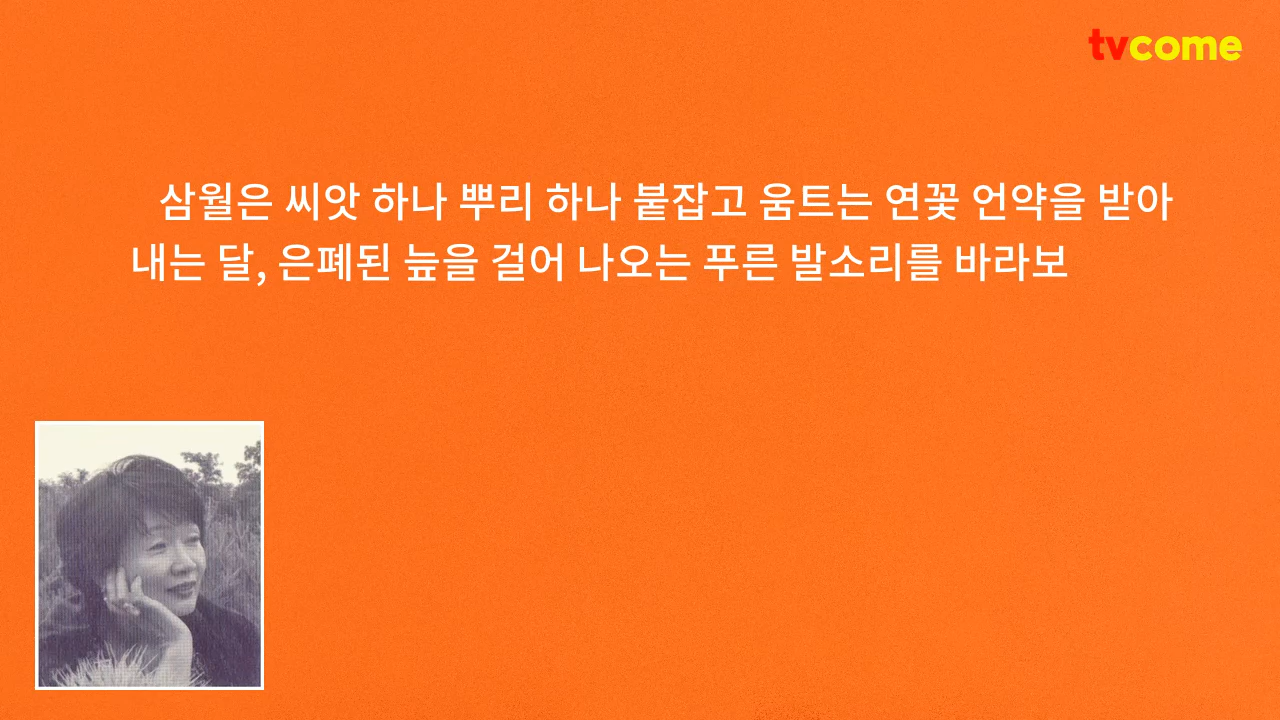 tvcome
삼월은 씨앗 하나 뿌리 하나 붙잡고 움트는 연꽃 언약을 받아
내는 달, 은폐된 늪을 걸어 나오는 푸른 발소리를 바라보